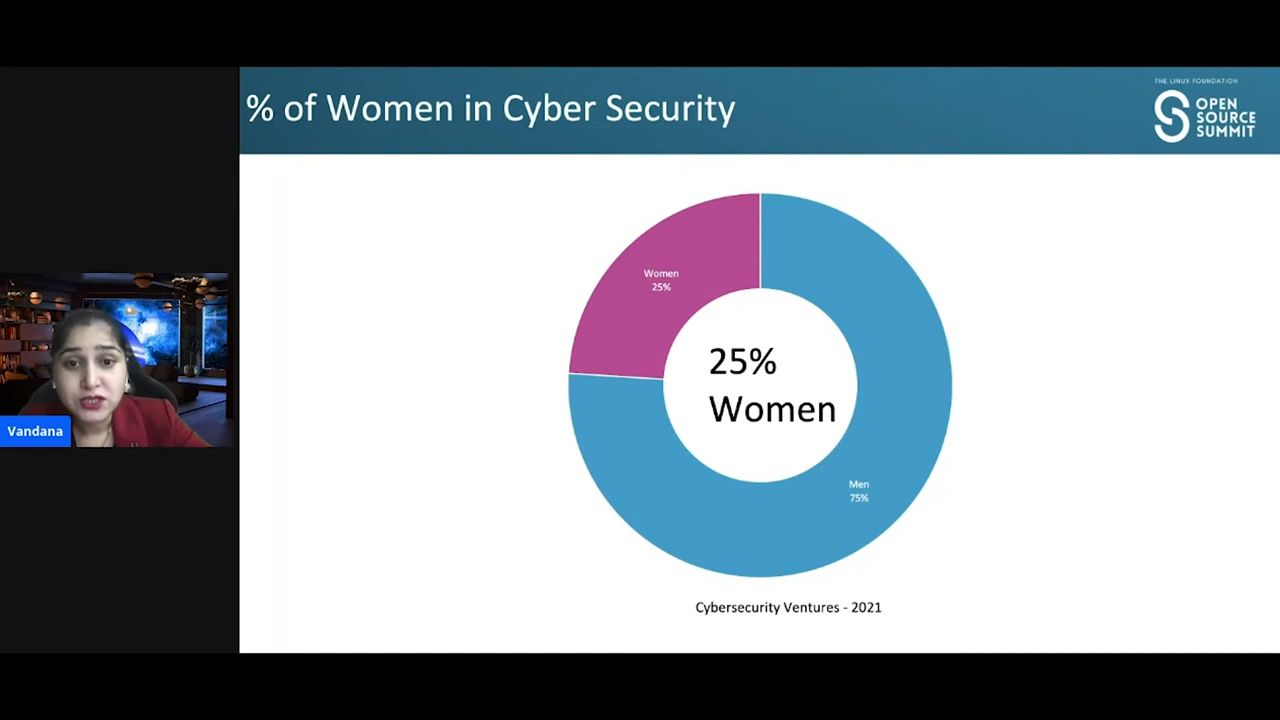 % of Women in Cyber Security
THE LINUX FOUNDATION
OPEN
SOURCE
SUMMIT
Women
25%
25%
Women
Men
75%
Vandana
Cybersecurity Ventures - 2021